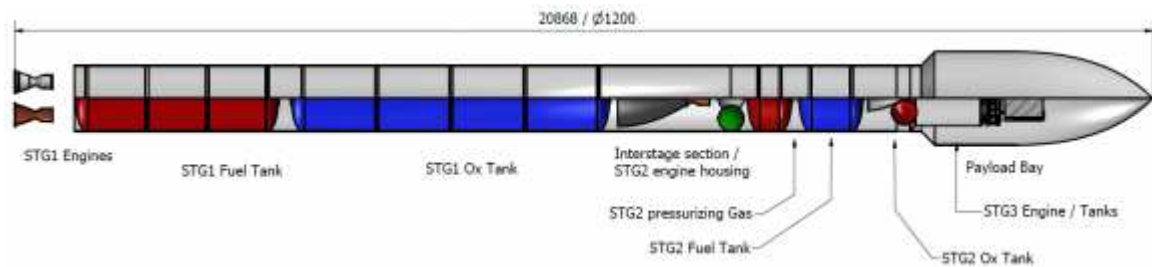 20868 / Ø1200
STG1 Engines
STG1 Fuel Tank
STG1 Ox Tank
Interstage section /
STG2 engine housing
STG2 pressurizing Gas
STG2 Fuel Tank
STG2 Ox Tank
Payload Bay
STG3 Engine / Tanks